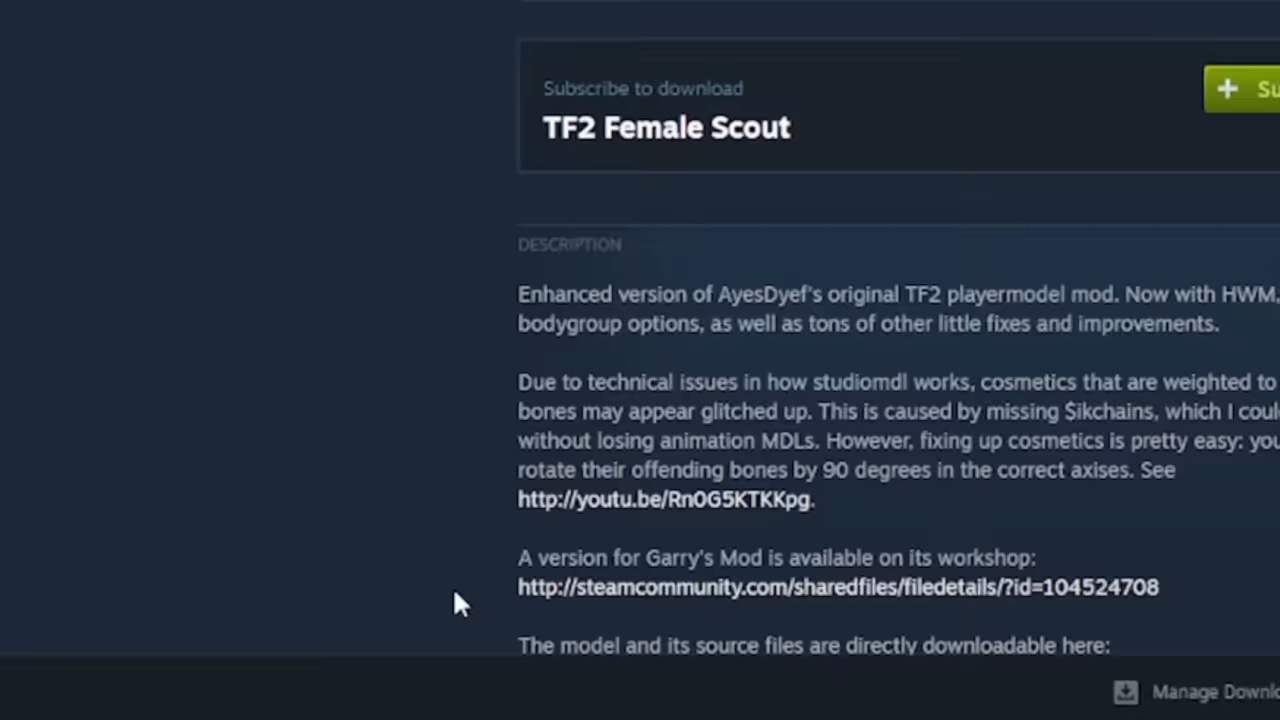 Subscribe to download
TF2 Female Scout
DESCRIPTION
Enhanced version of AyesDyef's original TF2 playermodel mod. Now with HWM,
bodygroup options, as well as tons of other little fixes and improvements.
Due to technical issues in how studiomdl works, cosmetics that are weighted to
bones may appear glitched up. This is caused by missing $ikchains, which I
without losing animation MDLs. However, fixing up cosmetics is pretty easy:
rotate their offending bones by 90 degrees in the correct axises. See
http://youtu.be/Rn0G5KTKKpg.
A version for Garry's Mod is available on its workshop:
http://steamcommunity.com/sharedfiles/filedetails/?id=104524708
The model and its source files are directly downloadable here:
Manage